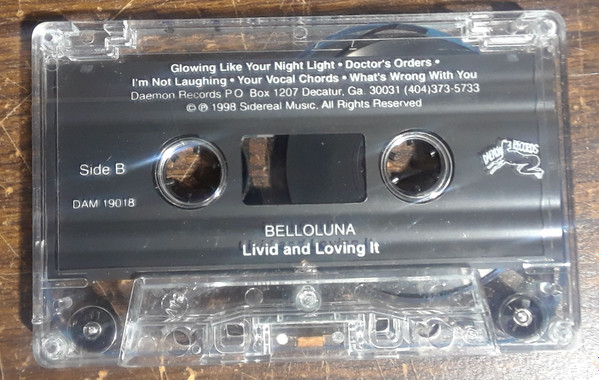 Glowing Like Your Night Light • Doctor's Orders •
I'm Not Laughing • Your Vocal Chords • What's Wrong With You
Daemon Records P.O. Box 1207 Decatur, Ga. 30031 (404)373-5733
© ℗ 1998 Sidereal Music. All Rights Reserved
Side B
DAEMON RECORDS
DAM 19018
BELLOLUNA
Livid and Loving It